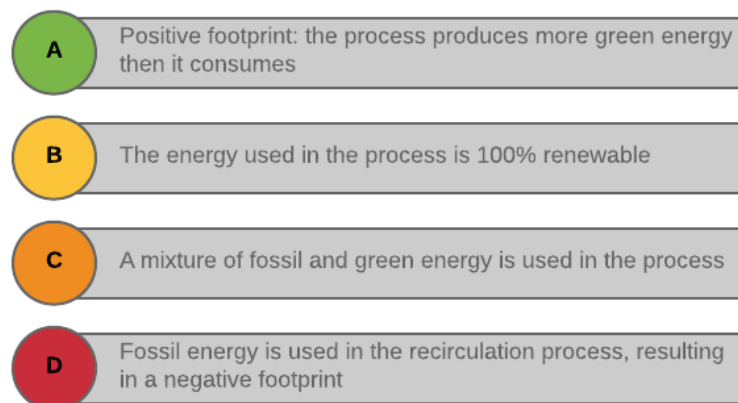 A
Positive footprint: the process produces more green energy
then it consumes
B
The energy used in the process is 100% renewable
C
A mixture of fossil and green energy is used in the process
D
Fossil energy is used in the recirculation process, resulting
in a negative footprint